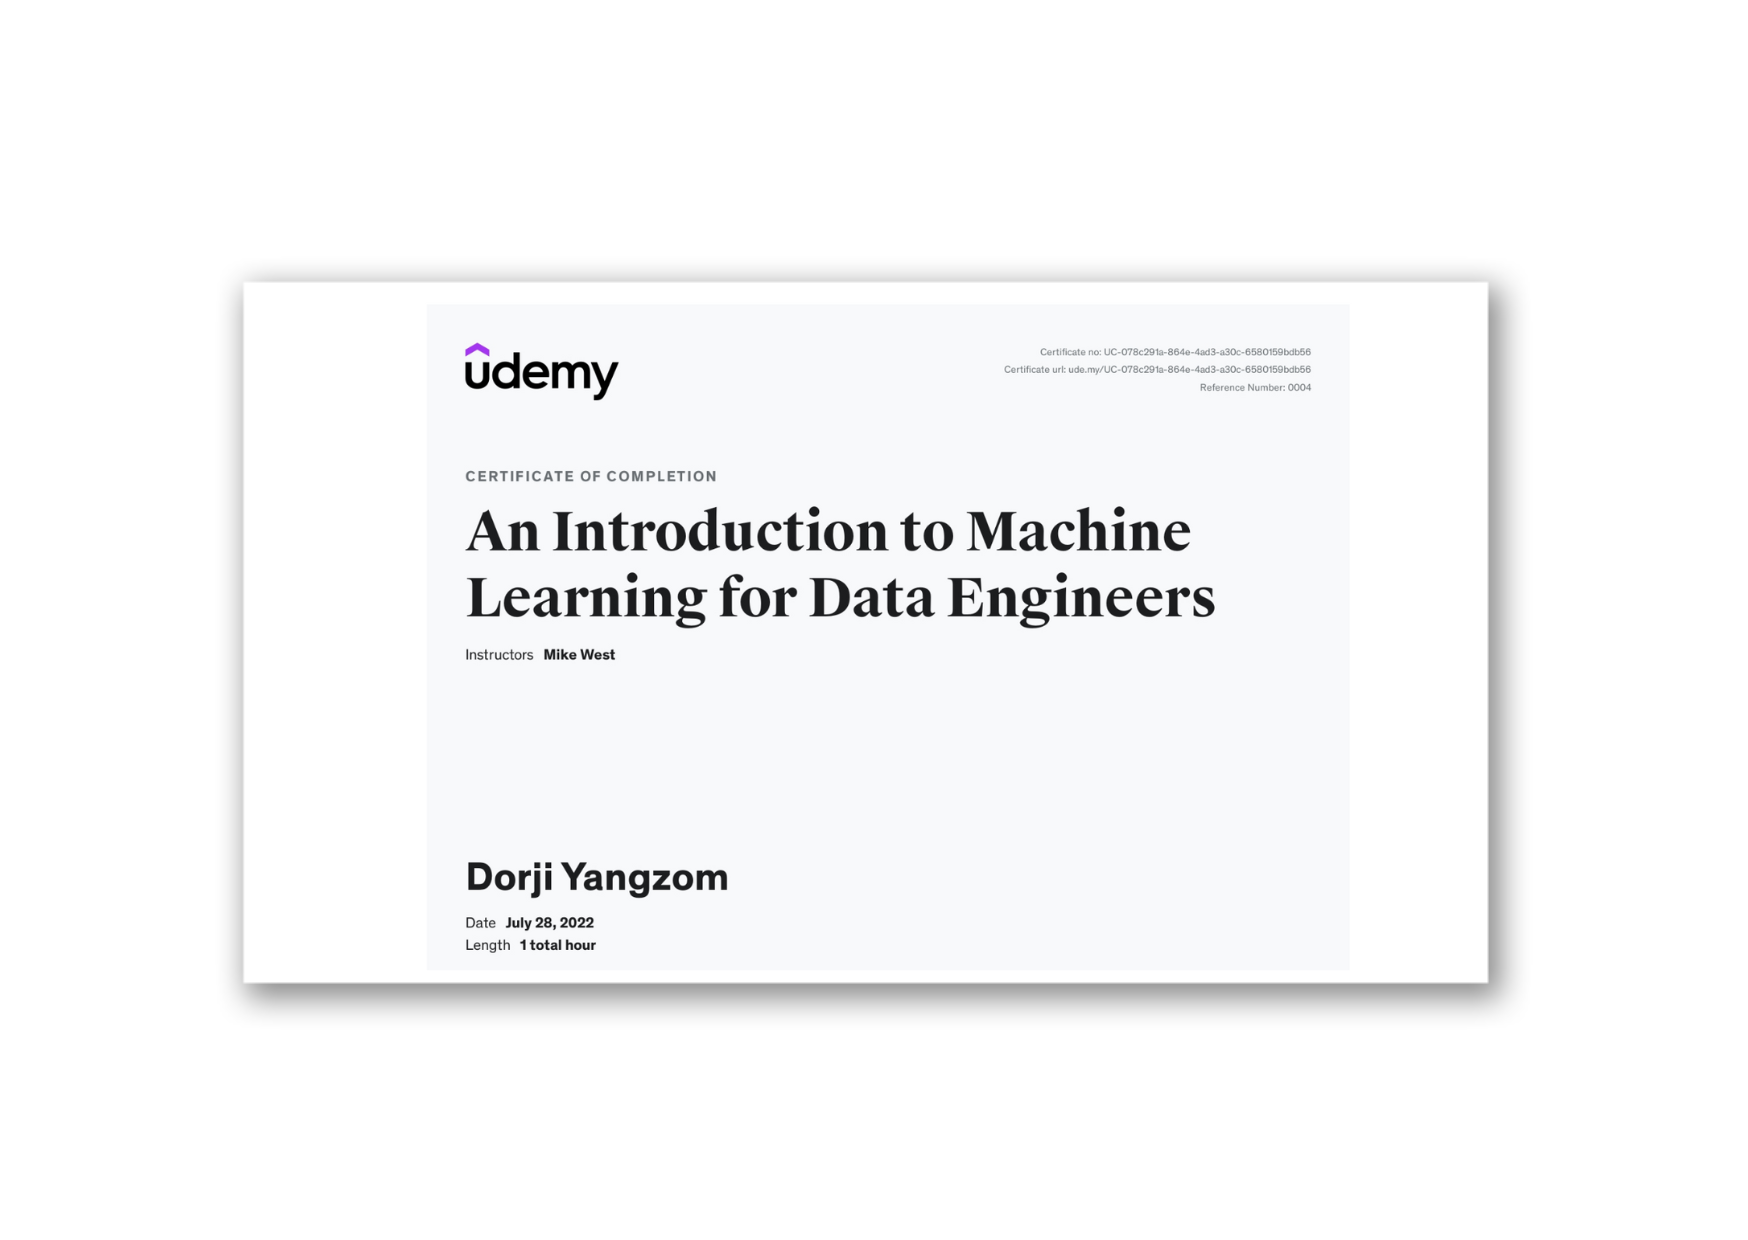 udemy
Certificate no: UC-078c291a-864e-4ad3-a30c-6580159bdb56
Certificate url: ude.my/UC-078c291a-864e-4ad3-a30c-6580159bdb56
Reference Number: 0004
CERTIFICATE OF COMPLETION
An Introduction to Machine
Learning for Data Engineers
Instructors Mike West
Dorji Yangzom
Date July 28, 2022
Length 1 total hour